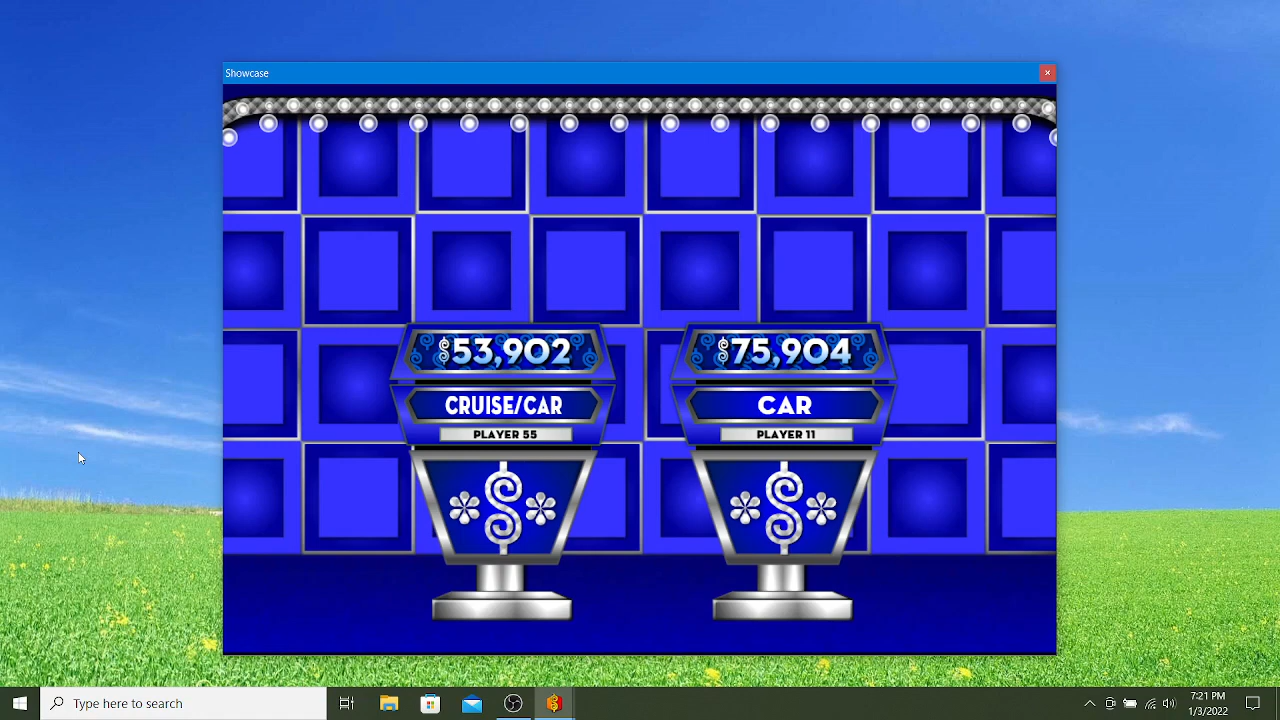 Showcase
$53,902
$75,904
CRUISE/CAR
CAR
PLAYER 55
PLAYER 11
Type here to search
7:21 PM
1/3/2022